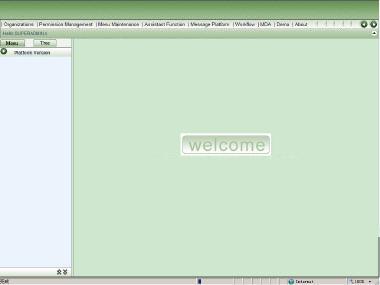 | Organizations | Permission Management | Menu Maintenance | Assistant Function | Message Platform | Workflow | MDA | Demo | About
Hello SUPERADMIN
Menu Tree
Platform Version
welcome
Internet 100%